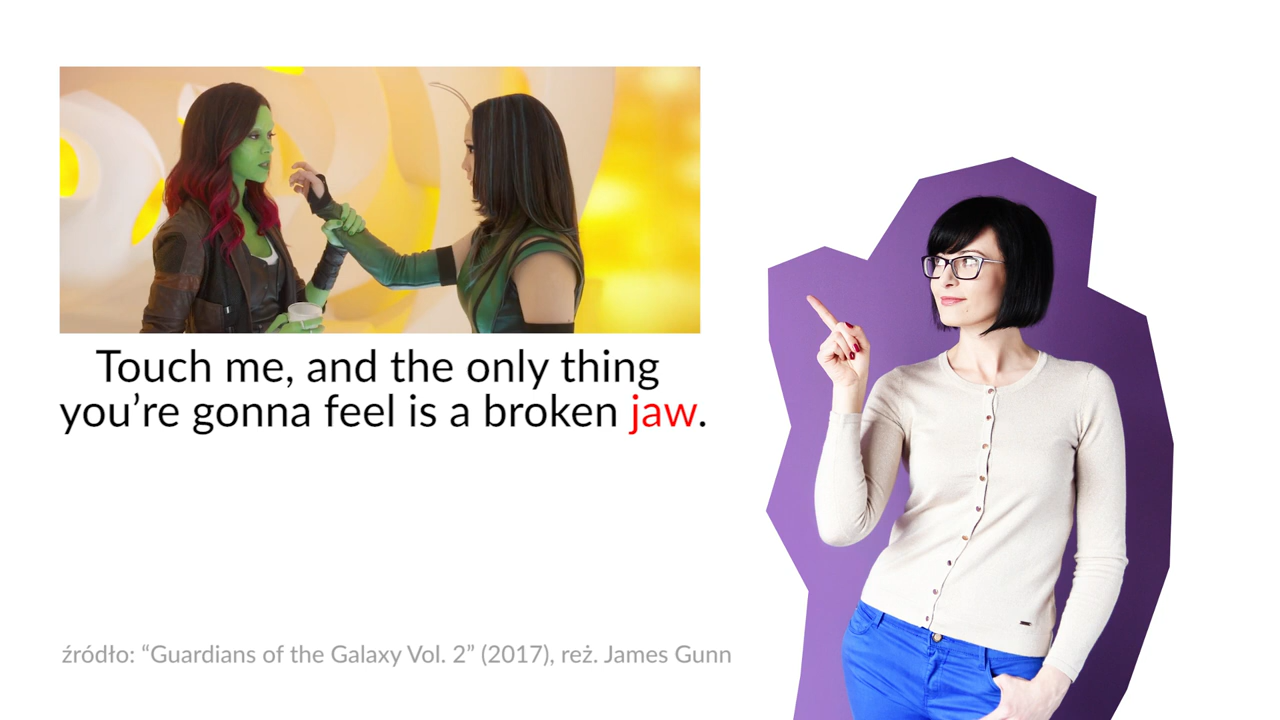 Touch me, and the only thing
you’re gonna feel is a broken jaw.
źródło: “Guardians of the Galaxy Vol. 2” (2017), reż. James Gunn